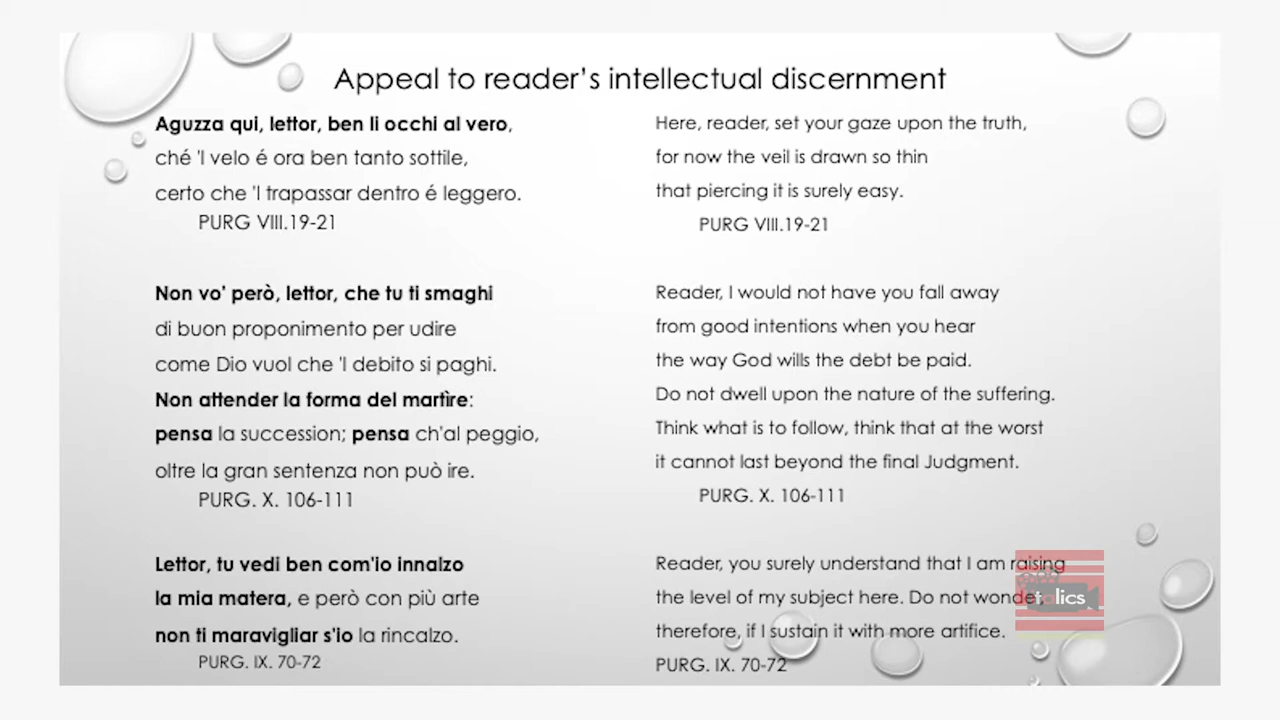 Appeal to reader's intellectual discernment
Aguzza qui, lettor, ben li occhi al vero,
ché 'l velo é ora ben tanto sottile,
certo che 'l trapassar dentro é leggero.
PURG VIII.19-21
Non vo' però, lettor, che tu ti smaghi
di buon proponimento per udire
come Dio vuol che 'l debito si paghi.
Non attender la forma del martìre:
pensa la succession; pensa ch'al peggio,
oltre la gran sentenza non può ire.
PURG. X. 106-111
Lettor, tu vedi ben com'io innalzo
la mia matera, e però con più arte
non ti maravigliar s'io la rincalzo.
PURG. IX. 70-72
Here, reader, set your gaze upon the truth,
for now the veil is drawn so thin
that piercing it is surely easy.
PURG VIII.19-21
Reader, I would not have you fall away
from good intentions when you hear
the way God wills the debt be paid.
Do not dwell upon the nature of the suffering.
Think what is to follow, think that at the worst
it cannot last beyond the final Judgment.
PURG. X. 106-111
Reader, you surely understand that I am raising
the level of my subject here. Do not wonder,
therefore, if I sustain it with more artifice.
PURG. IX. 70-72
italics